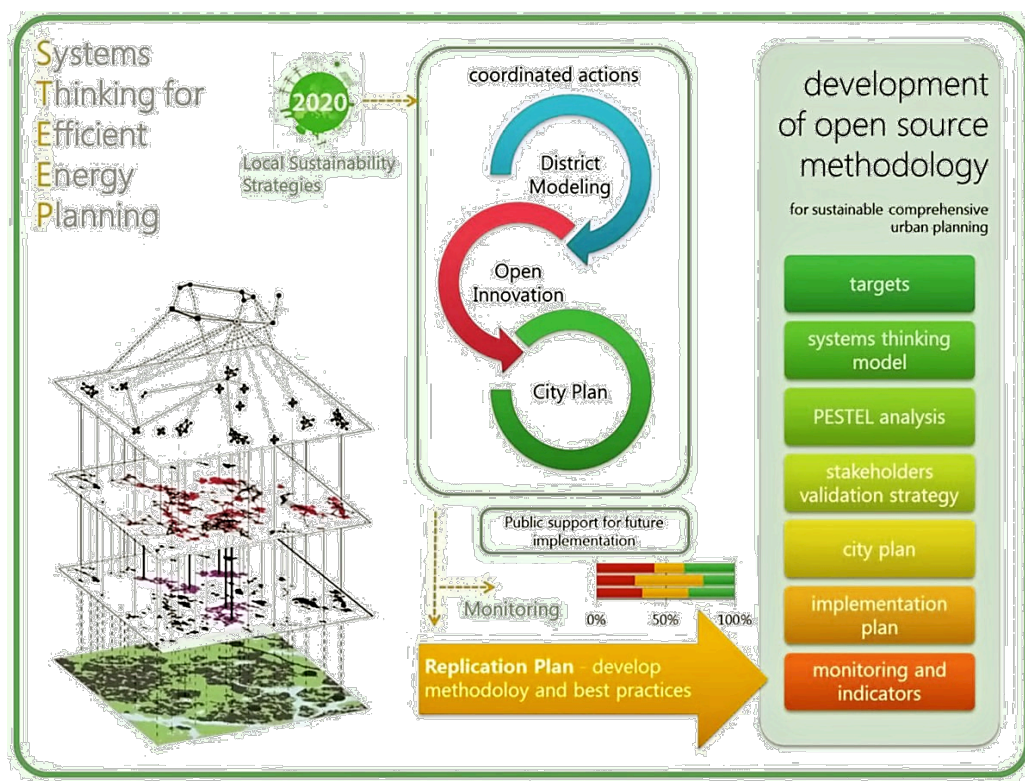 Systems
Thinking for
Efficient
Energy
Planning
2020
Local Sustainability
Strategies
coordinated actions
District
Modeling
Open
Innovation
City Plan
Public support for future
implementation
Monitoring
0% 50% 100%
Replication Plan - develop
methodoloy and best practices
development
of open source
methodology
for sustainable comprehensive
urban planning
targets
systems thinking
model
PESTEL analysis
stakeholders
validation strategy
city plan
implementation
plan
monitoring and
indicators